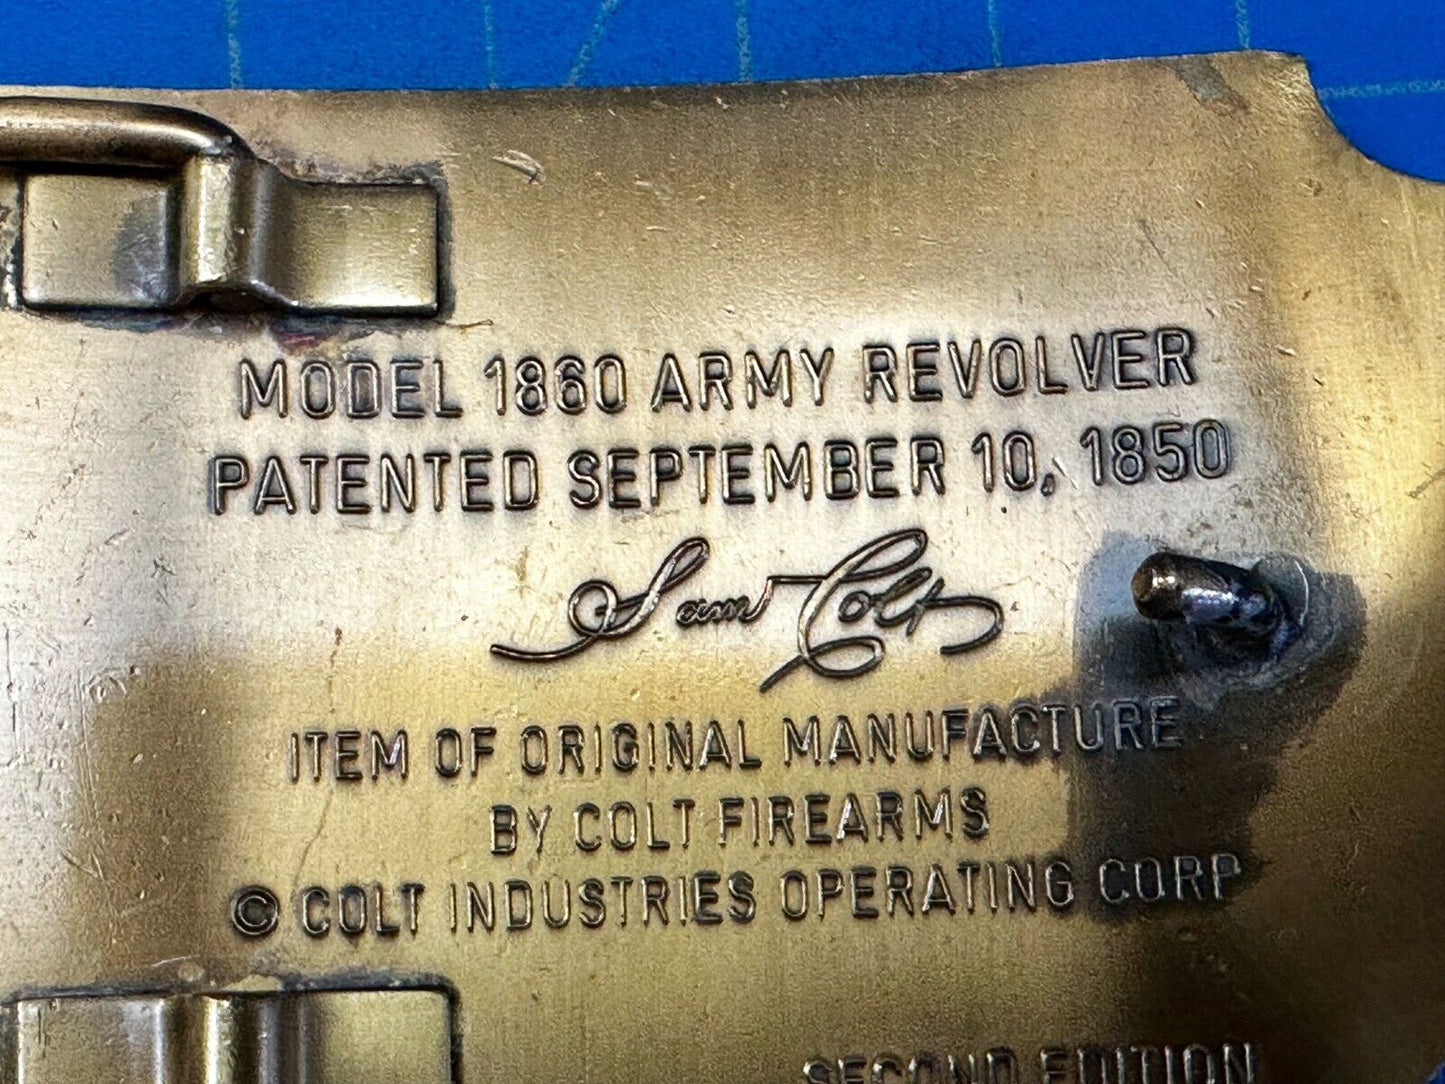 MODEL 1860 ARMY REVOLVER
PATENTED SEPTEMBER 10, 1850
Sam Colt
ITEM OF ORIGINAL MANUFACTURE
BY COLT FIREARMS
© COLT INDUSTRIES OPERATING CORP
SECOND EDITION